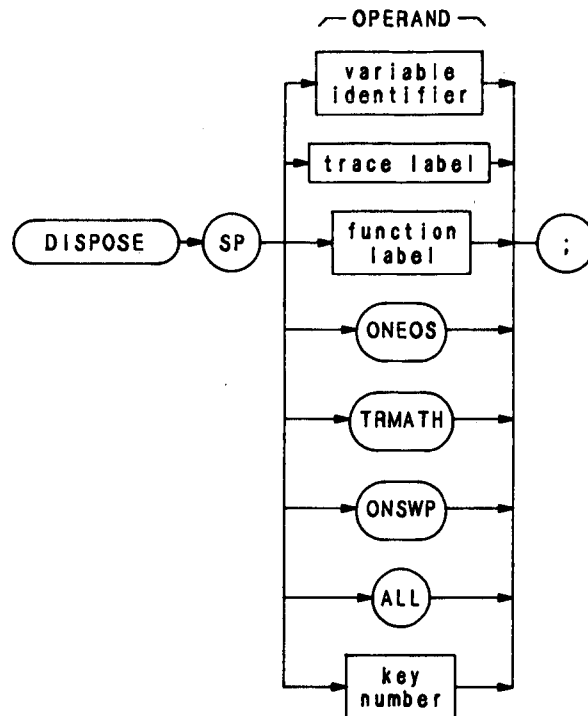 OPERAND
variable
identifier
trace label
DISPOSE
SP
function
label
;
ONEOS
TRMATH
ONSWP
ALL
key
number